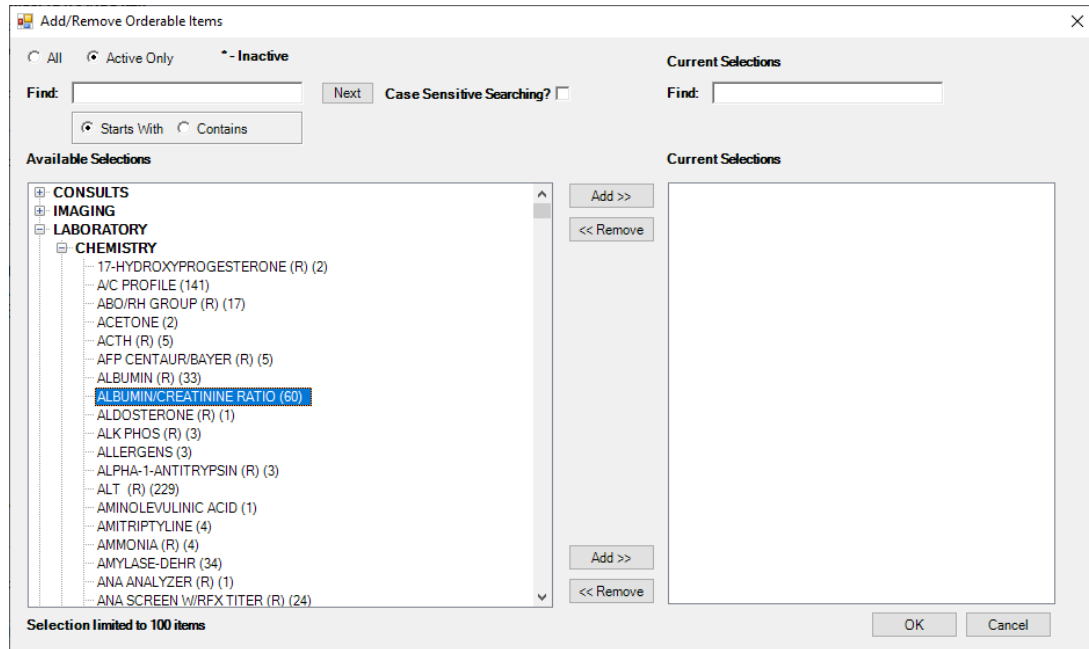 Add/Remove Orderable Items
All Active Only * - Inactive
Current Selections
Find: Next Case Sensitive Searching? Find:
Starts With Contains
Available Selections Current Selections
CONSULTS
IMAGING
LABORATORY
CHEMISTRY
17-HYDROXYPROGESTERONE (R) (2)
A/C PROFILE (141)
ABO/RH GROUP (R) (17)
ACETONE (2)
ACTH (R) (5)
AFP CENTAUR/BAYER (R) (5)
ALBUMIN (R) (33)
ALBUMIN/CREATININE RATIO (60)
ALDOSTERONE (R) (1)
ALK PHOS (R) (3)
ALLERGENS (3)
ALPHA-1-ANTITRYPSIN (R) (3)
ALT (R) (229)
AMINOLEVULINIC ACID (1)
AMITRIPTYLINE (4)
AMMONIA (R) (4)
AMYLASE-DEHR (34)
ANA ANALYZER (R) (1)
ANA SCREEN W/RFX TITER (R) (24)
Add >>
<< Remove
Add >>
<< Remove
Selection limited to 100 items
OK Cancel